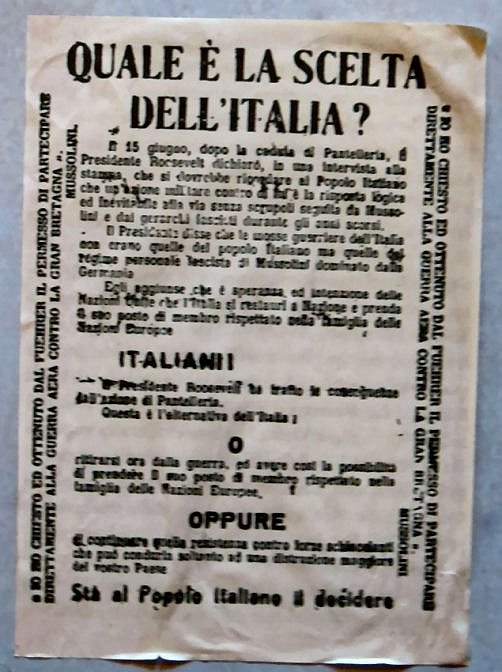 QUALE È LA SCELTA
DELL'ITALIA ?
Il 15 giugno, dopo la caduta di Pantelleria, il
Presidente Roosevelt dichiarò, in una intervista alla
stampa, che si dovrebbe ricordare al Popolo Italiano
che un'azione militare contro di lui è la risposta logica
ed inevitabile alla via senza scrupoli seguita da Musso-
lini e dai gerarchi fascisti durante gli anni scorsi.
Il Presidente disse che le mosse guerriere dell'Italia
non erano quelle del popolo Italiano ma quelle del
regime personale fascista di Mussolini dominato dalla
Germania
Egli aggiunse che è speranza ed intenzione delle
Nazioni Unite che l'Italia si restauri a Nazione e prenda
il suo posto di membro rispettato nella famiglia delle
Nazioni Europee
ITALIANI!
Il Presidente Roosevelt ha tratto le conseguenze
dall'azione di Pantelleria.
Questa è l'alternativa dell'Italia :
O
ritirarsi ora dalla guerra, ed avere così la possibilità
di prendere il suo posto di membro rispettato nella
famiglia delle Nazioni Europee,
OPPURE
di continuare quella resistenza contro forze schiaccianti
che può condurla soltanto ad una distruzione maggiore
del vostro Paese
Stà al Popolo Italiano il decidere
« IO HO CHIESTO ED OTTENUTO DAL FUEHRER IL PERMESSO DI PARTECIPARE
DIRETTAMENTE ALLA GUERRA AEREA CONTRO LA GRAN BRETAGNA ».
MUSSOLINI.
« IO HO CHIESTO ED OTTENUTO DAL FUEHRER IL PERMESSO DI PARTECIPARE
DIRETTAMENTE ALLA GUERRA AEREA CONTRO LA GRAN BRETAGNA ».
MUSSOLINI